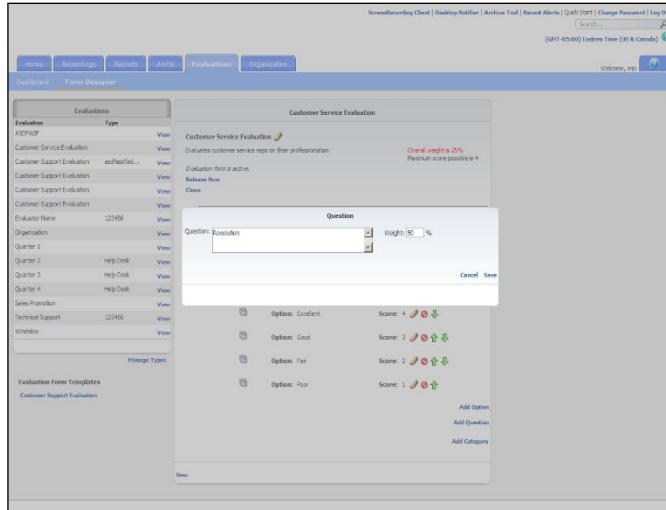 ScreenRecording Client | Desktop Notifier | Archive Tool | Recent Alerts | Quick Start | Change Password | Log O
Search...
(GMT-05:00) Eastern Time (US & Canada)
Home Recordings Reports Alerts Evaluations Organization
Welcome, srip
Dashboard Form Designer
Evaluations
Evaluation Type
ASDFASF View
Customer Service Evaluation View
Customer Support Evaluation asdfasdfasd... View
Customer Support Evaluation View
Customer Support Evaluation View
Customer Support Evaluation View
Evaluator Name 123456 View
Organization View
Quarter 1 View
Quarter 2 Help Desk View
Quarter 3 Help Desk View
Quarter 4 Help Desk View
Sales Promotion View
Technical Support 123456 View
Windslow View
Manage Types
Evaluation Form Templates
Customer Support Evaluation
Customer Service Evaluation
Customer Service Evaluation
Evaluates customer service reps on their professionalism
Overall weight is 25%
Maximum score possible is 4
Evaluation form is active.
Release Now
Clone
Question
Question: Resolution Weight: 50 %
Cancel Save
Option: Excellent Score: 4
Option: Good Score: 3
Option: Fair Score: 2
Option: Poor Score: 1
Add Option
Add Question
Add Category
New